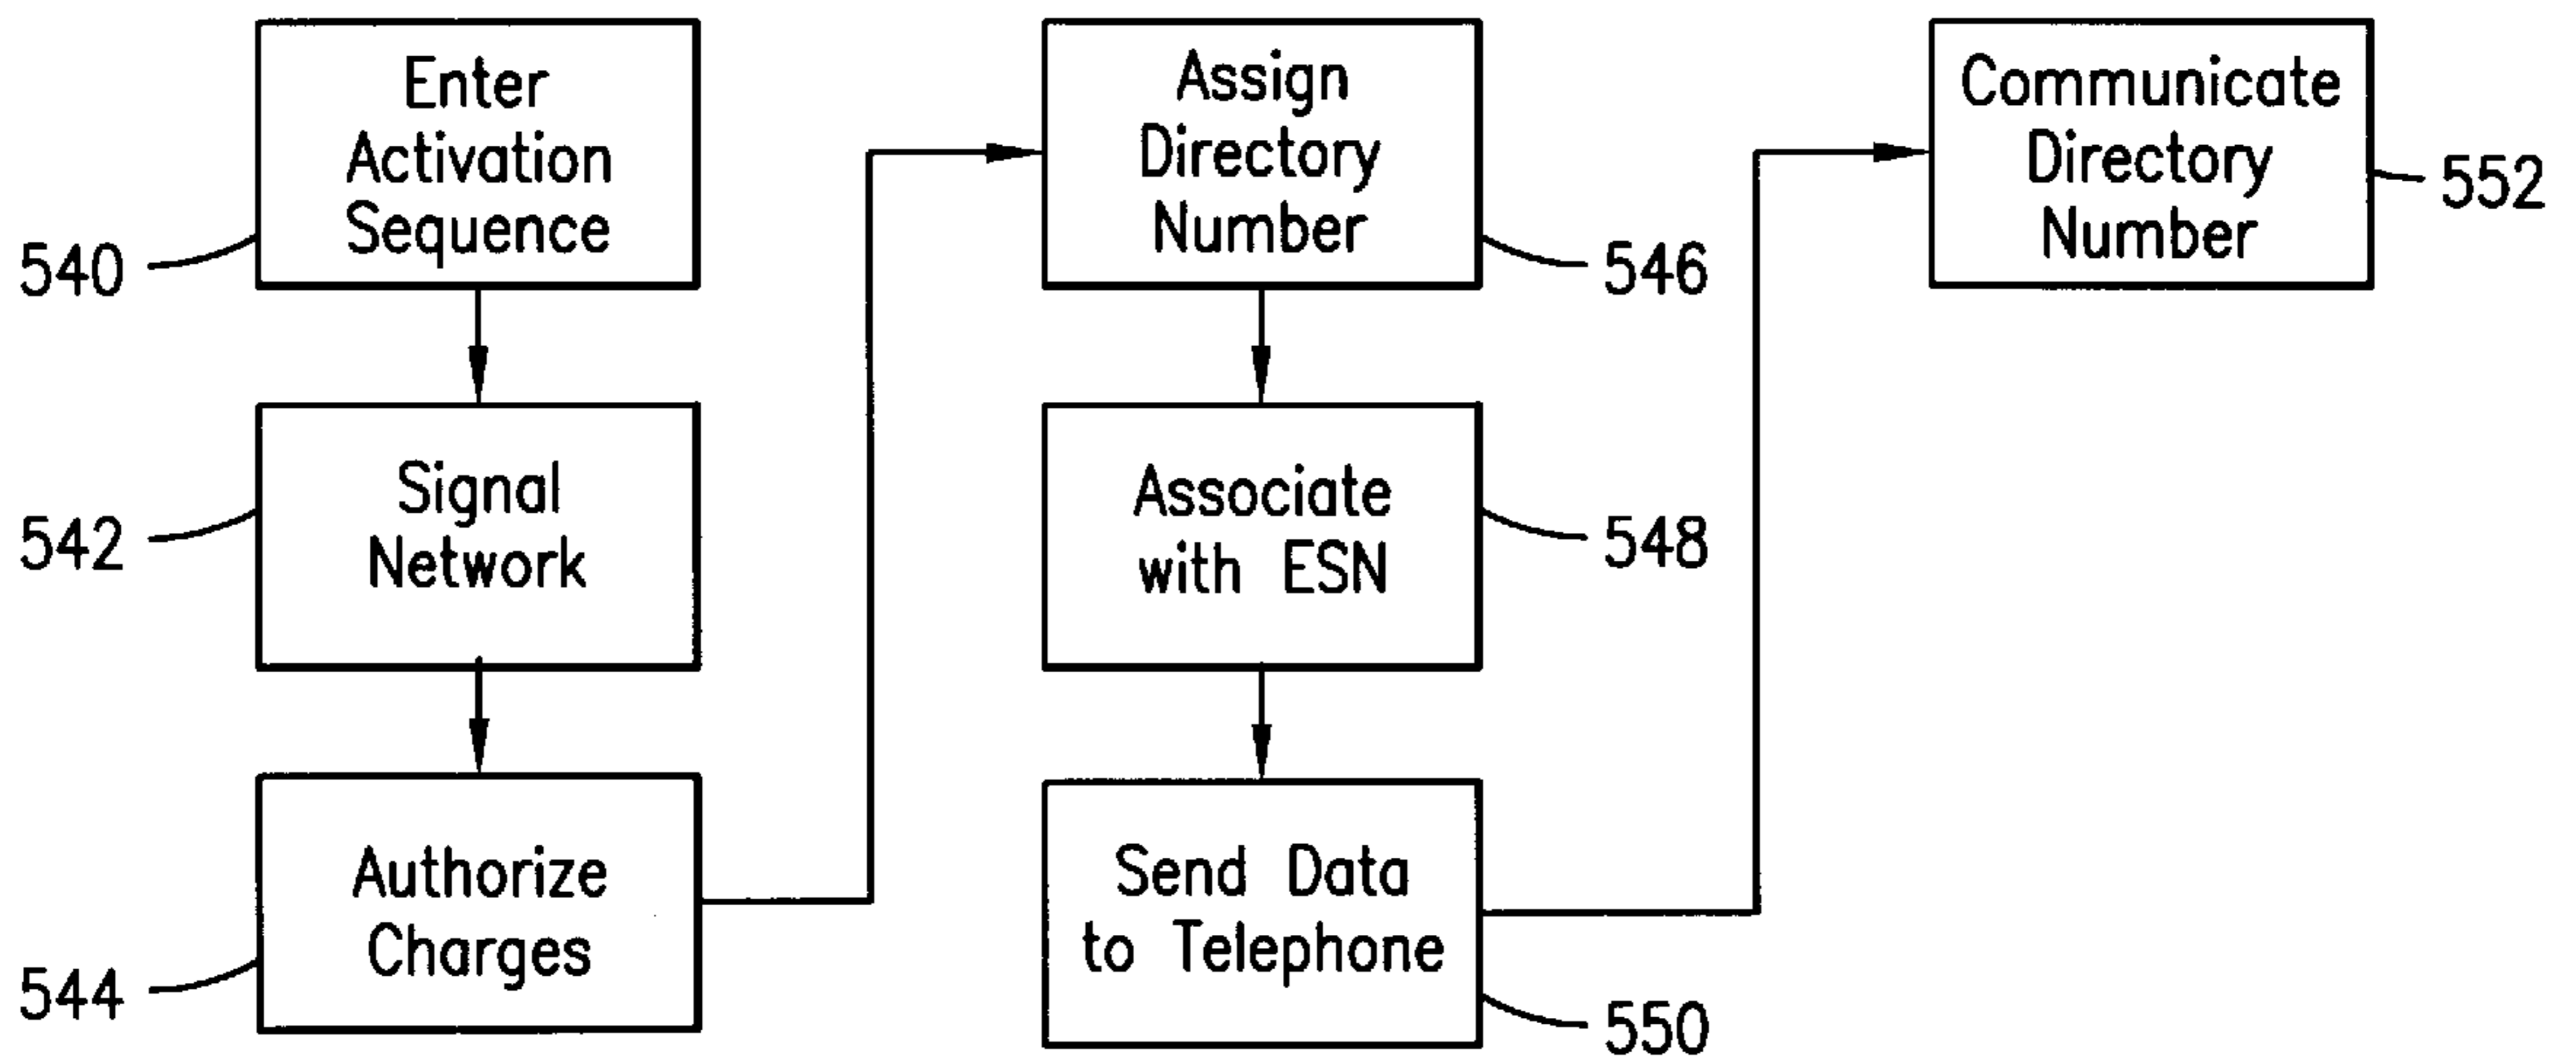 Enter
Activation
Sequence
540
Signal
Network
542
Authorize
Charges
544
Assign
Directory
Number
546
Associate
with ESN
548
Send Data
to Telephone
550
Communicate
Directory
Number
552